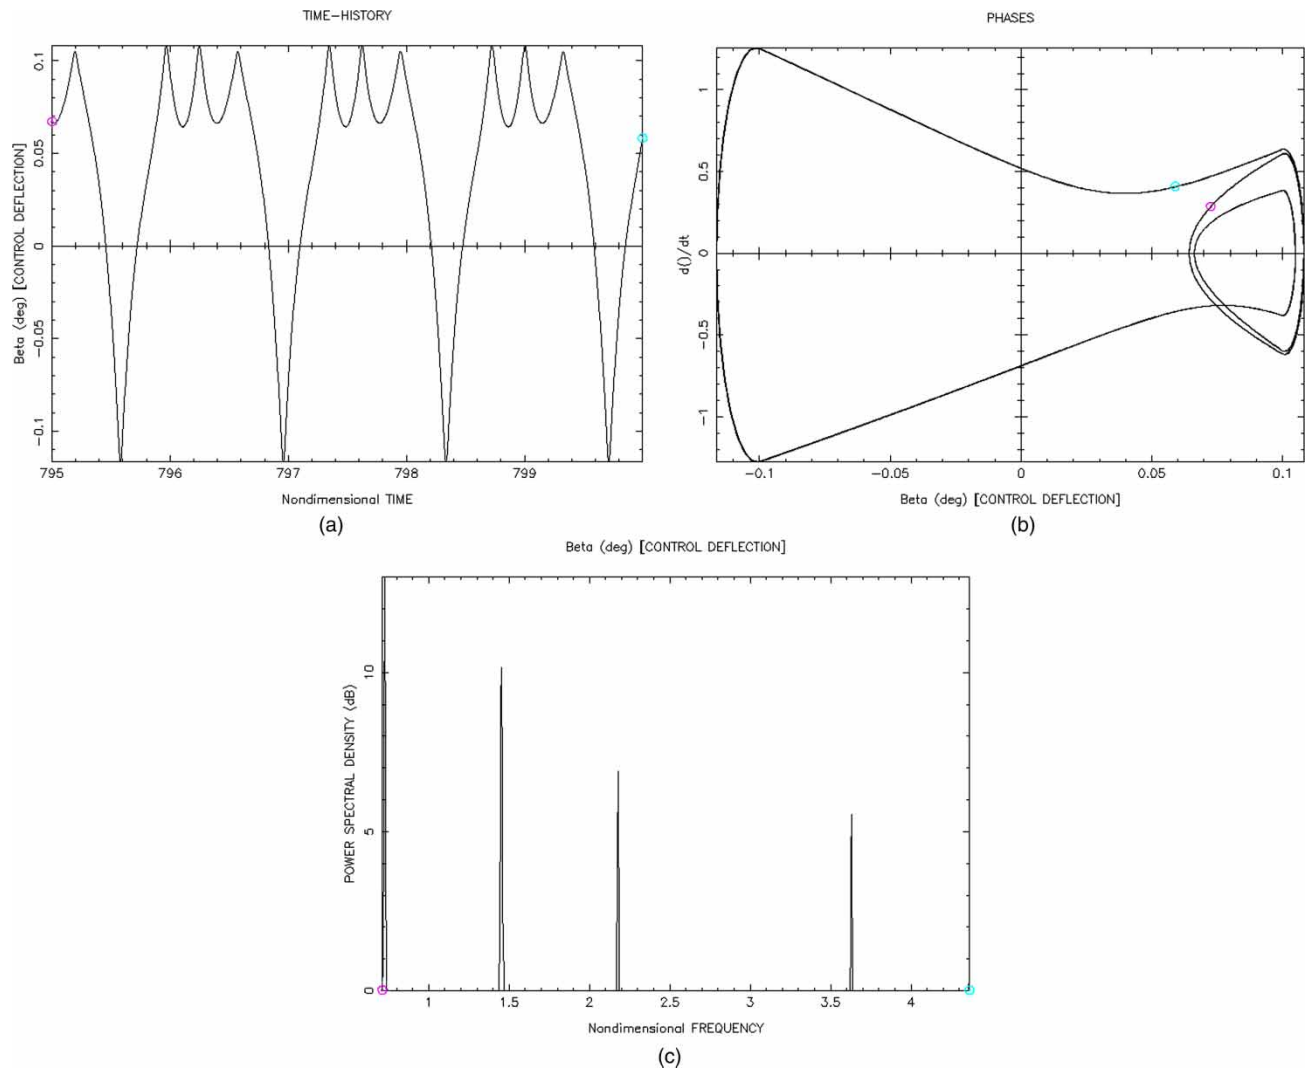 TIME-HISTORY
Beta (deg) [CONTROL DEFLECTION]
0.1
0.05
0
-0.05
-0.1
795
796
797
798
799
Nondimensional TIME
(a)
PHASES
d()/dt
1
0.5
0
-0.5
-1
-0.1
-0.05
0
0.05
0.1
Beta (deg) [CONTROL DEFLECTION]
(b)
Beta (deg) [CONTROL DEFLECTION]
POWER SPECTRAL DENSITY (dB)
10
5
0
1
1.5
2
2.5
3
3.5
4
Nondimensional FREQUENCY
(c)